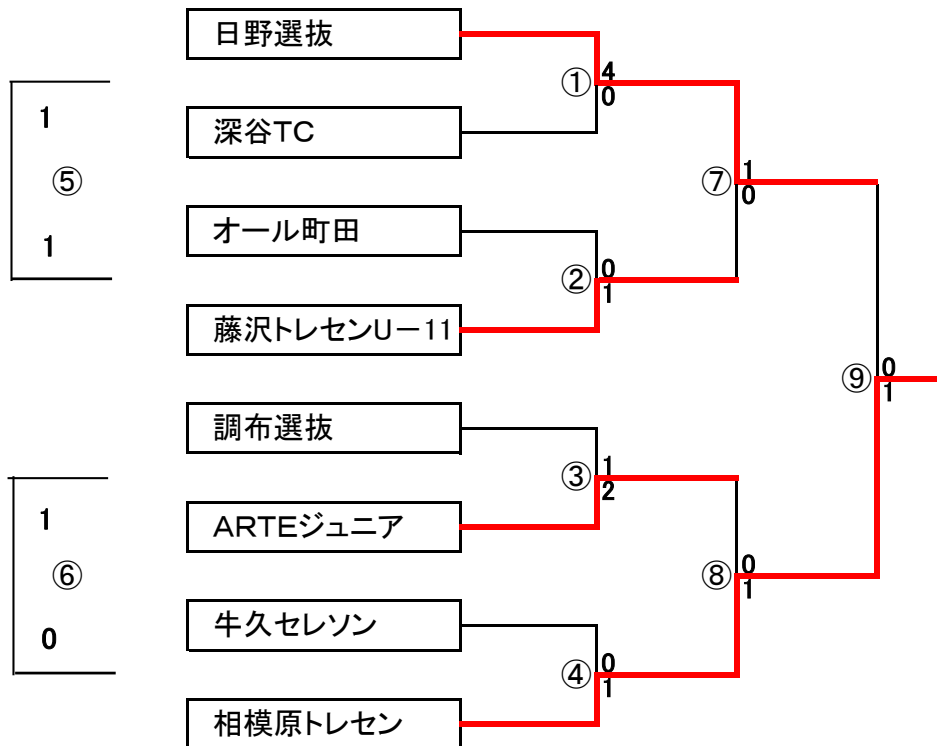 日野選抜
① 4
0
1
深谷TC
⑤
⑦ 1
0
オール町田
1
② 0
1
藤沢トレセンU－11
⑨ 0
1
調布選抜
③ 1
2
1
ARTEジュニア
⑥
⑧ 0
1
牛久セレソン
0
④ 0
1
相模原トレセン